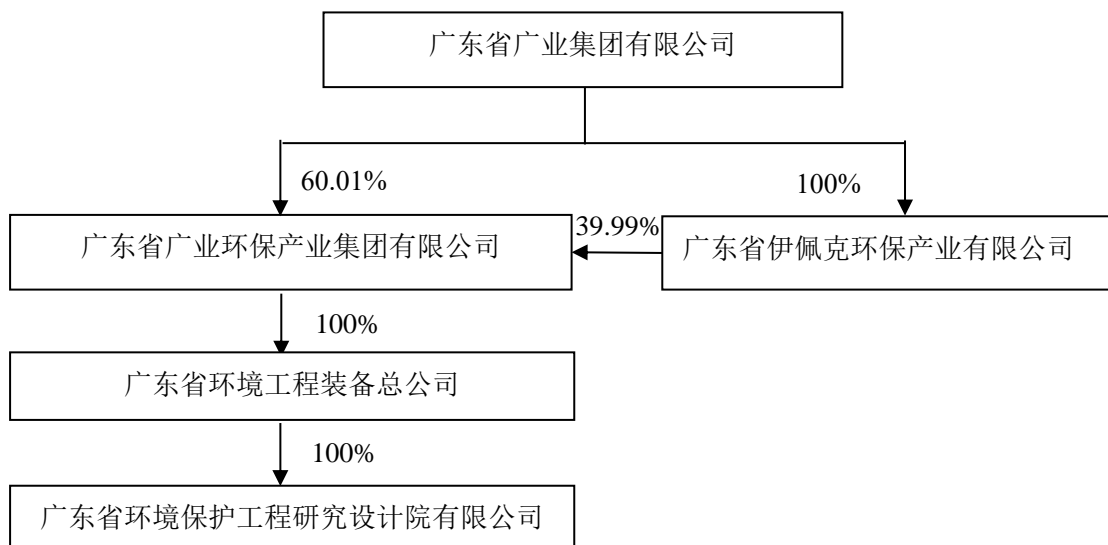 广东省广业集团有限公司
60.01%
100%
39.99%
广东省广业环保产业集团有限公司
广东省伊佩克环保产业有限公司
100%
广东省环境工程装备总公司
100%
广东省环境保护工程研究设计院有限公司